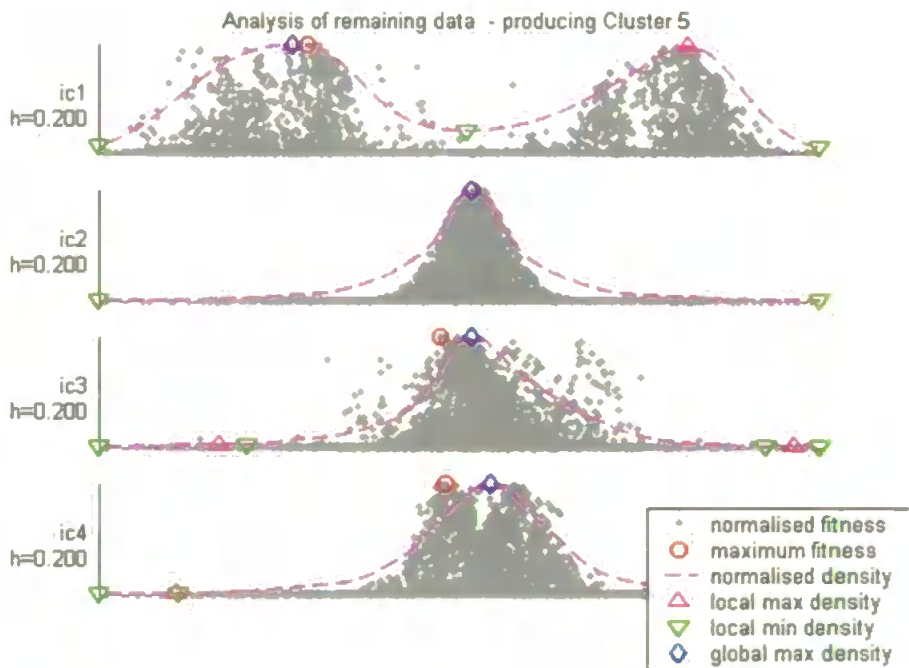 Analysis of remaining data - producing Cluster 5
ic1
h=0.200
ic2
h=0.200
ic3
h=0.200
ic4
h=0.200
normalised fitness
maximum fitness
normalised density
local max density
local min density
global max density